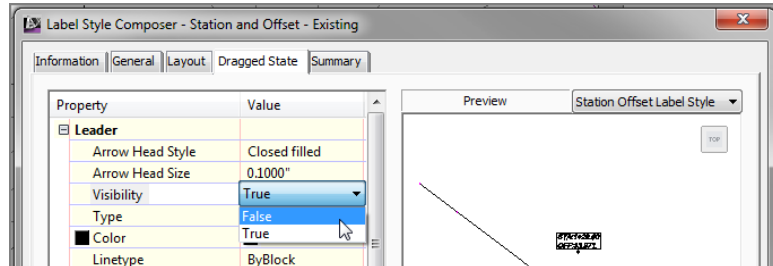 Label Style Composer - Station and Offset - Existing
Information General Layout Dragged State Summary
Property Value Preview Station Offset Label Style
Leader
Arrow Head Style Closed filled
Arrow Head Size 0.1000"
Visibility True
Type False
Color True
Linetype ByBlock
TOP